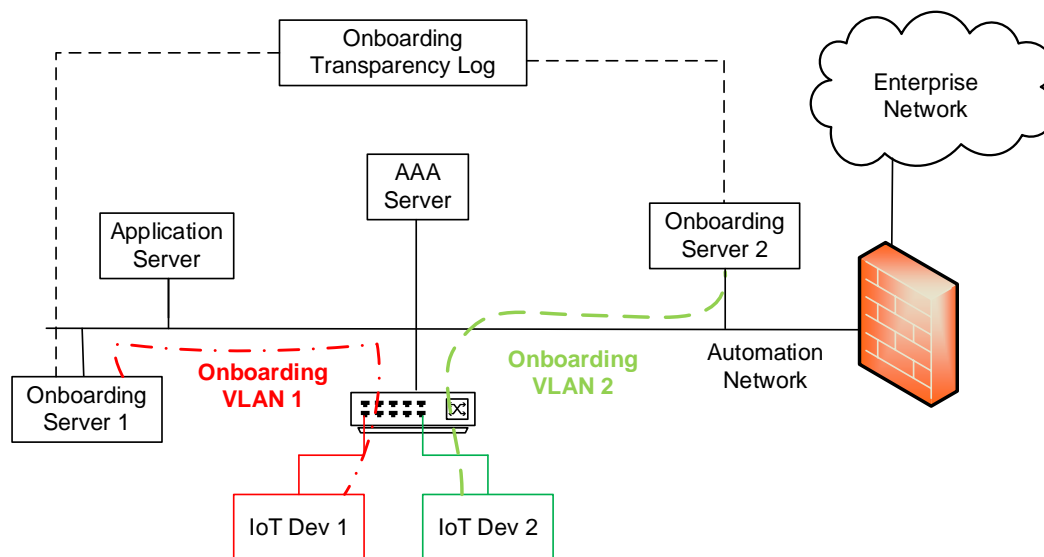 Onboarding
Transparency Log
Enterprise
Network
AAA
Server
Application
Server
Onboarding
Server 2
Onboarding
VLAN 1
Onboarding
VLAN 2
Automation
Network
Onboarding
Server 1
IoT Dev 1
IoT Dev 2